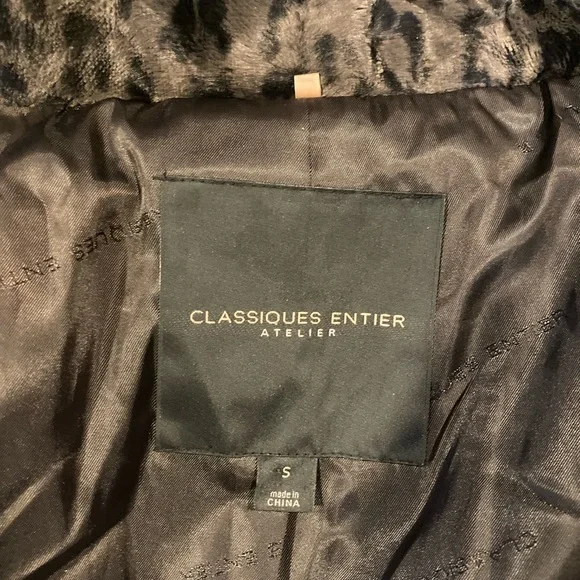 CLASSIQUES ENTIER
ATELIER
S
made in
CHINA